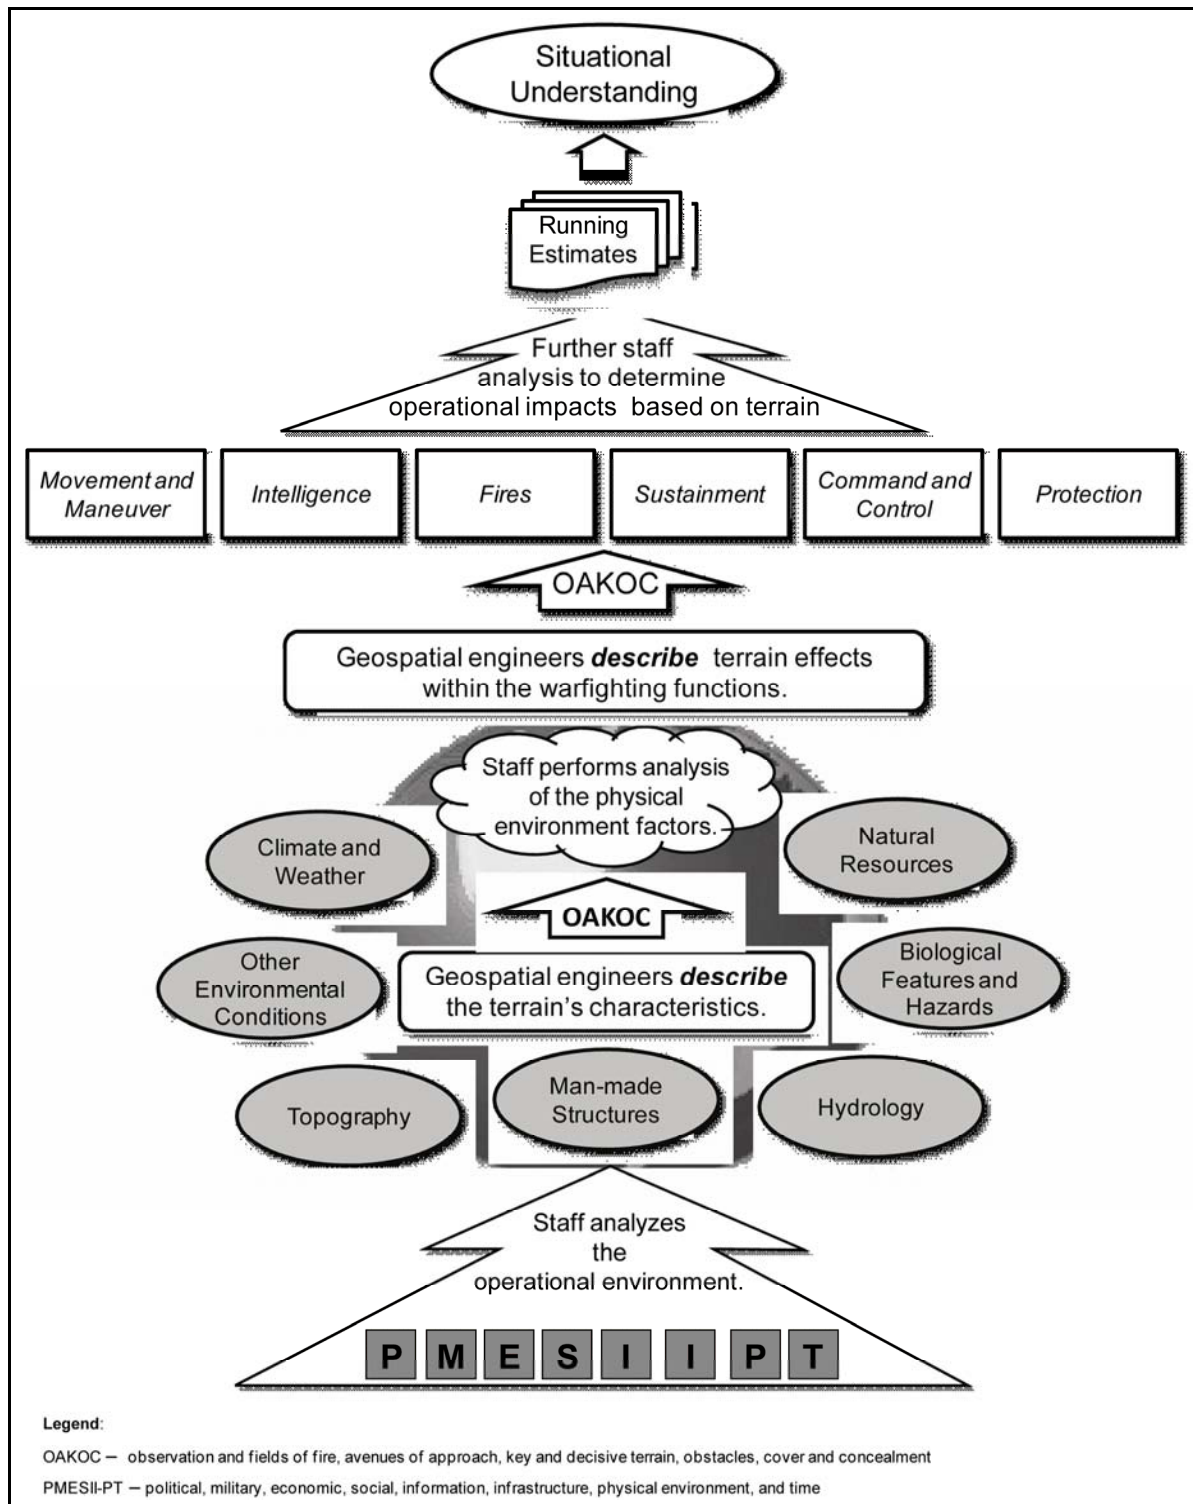 Situational
Understanding
Running
Estimates
Further staff
analysis to determine
operational impacts based on terrain
Movement and
Maneuver
Intelligence
Fires
Sustainment
Command and
Control
Protection
OAKOC
Geospatial engineers describe terrain effects
within the warfighting functions.
Staff performs analysis
of the physical
environment factors.
Climate and
Weather
Natural
Resources
OAKOC
Other
Environmental
Conditions
Geospatial engineers describe
the terrain's characteristics.
Biological
Features and
Hazards
Topography
Man-made
Structures
Hydrology
Staff analyzes
the
operational environment.
P M E S I I P T
Legend:
OAKOC – observation and fields of fire, avenues of approach, key and decisive terrain, obstacles, cover and concealment
PMESII-PT – political, military, economic, social, information, infrastructure, physical environment, and time